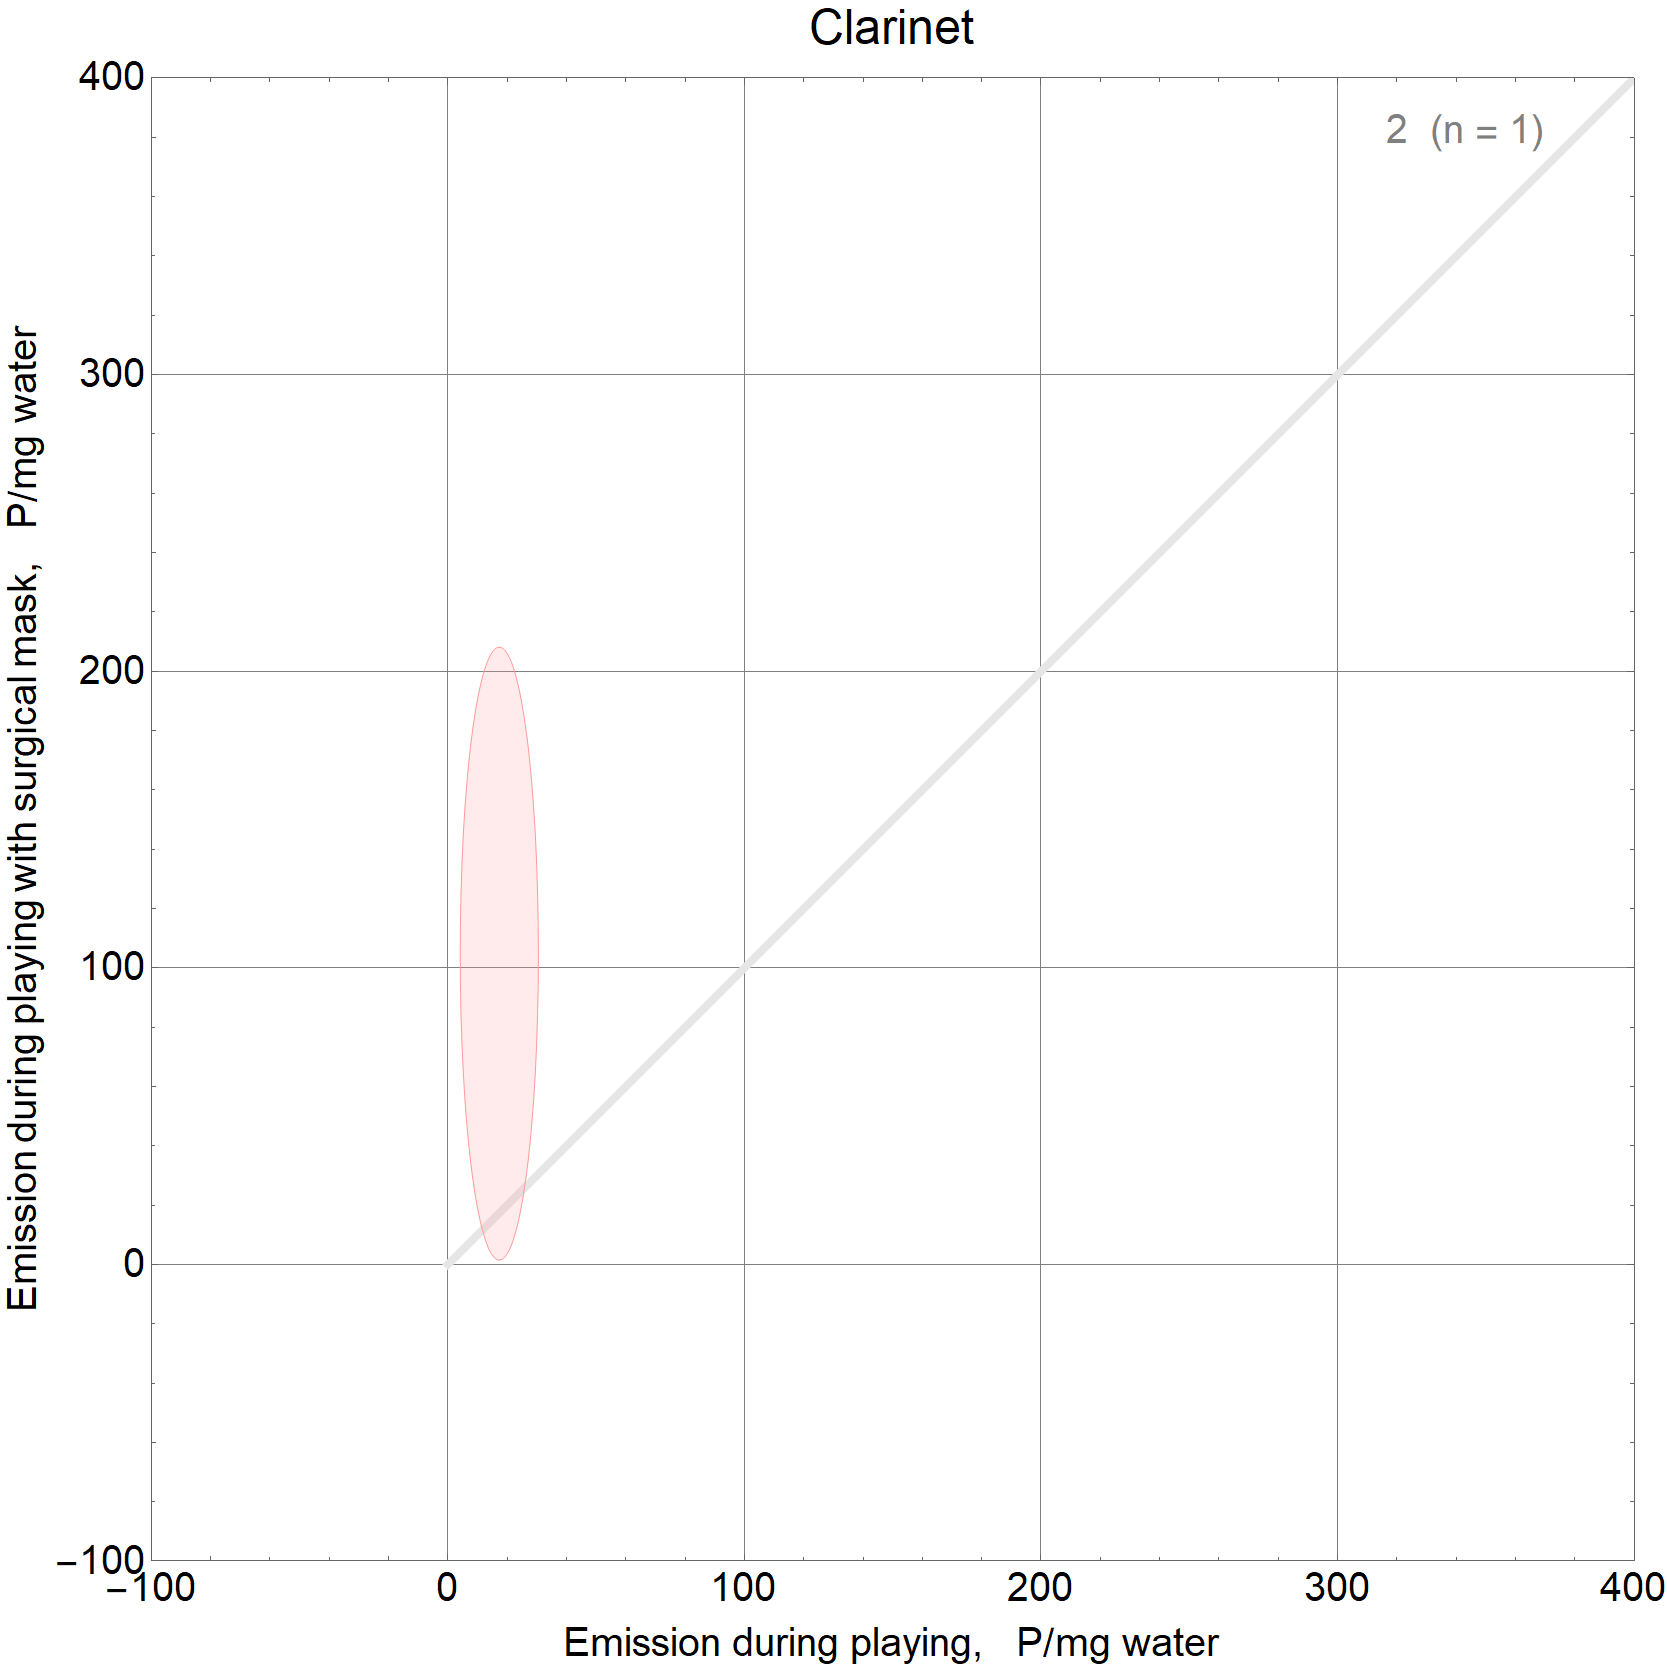 Clarinet
400
2 (n = 1)
300
200
100
0
−100
−100 0 100 200 300 400
Emission during playing, P/mg water
Emission during playing with surgical mask, P/mg water